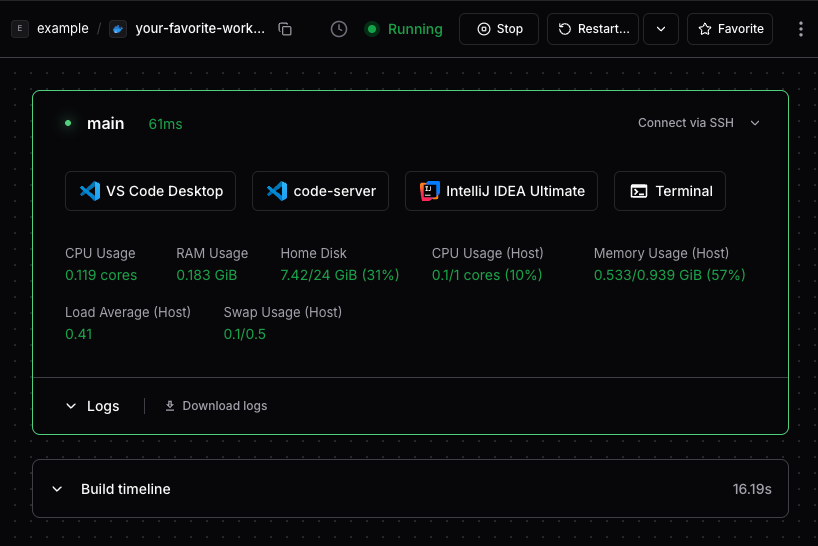 E example / your-favorite-work... Running Stop Restart... Favorite
main 61ms Connect via SSH
VS Code Desktop code-server IntelliJ IDEA Ultimate Terminal
CPU Usage RAM Usage Home Disk CPU Usage (Host) Memory Usage (Host)
0.119 cores 0.183 GiB 7.42/24 GiB (31%) 0.1/1 cores (10%) 0.533/0.939 GiB (57%)
Load Average (Host) Swap Usage (Host)
0.41 0.1/0.5
Logs Download logs
Build timeline 16.19s